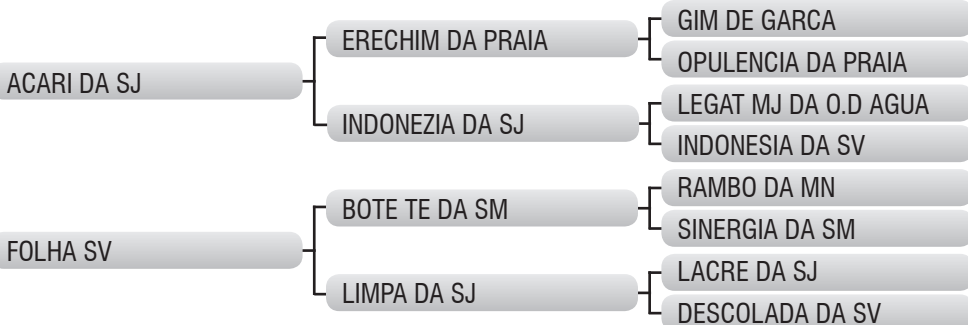 ACARI DA SJ
ERECHIM DA PRAIA
GIM DE GARCA
OPULENCIA DA PRAIA
INDONEZIA DA SJ
LEGAT MJ DA O.D AGUA
INDONESIA DA SV
FOLHA SV
BOTE TE DA SM
RAMBO DA MN
SINERGIA DA SM
LIMPA DA SJ
LACRE DA SJ
DESCOLADA DA SV